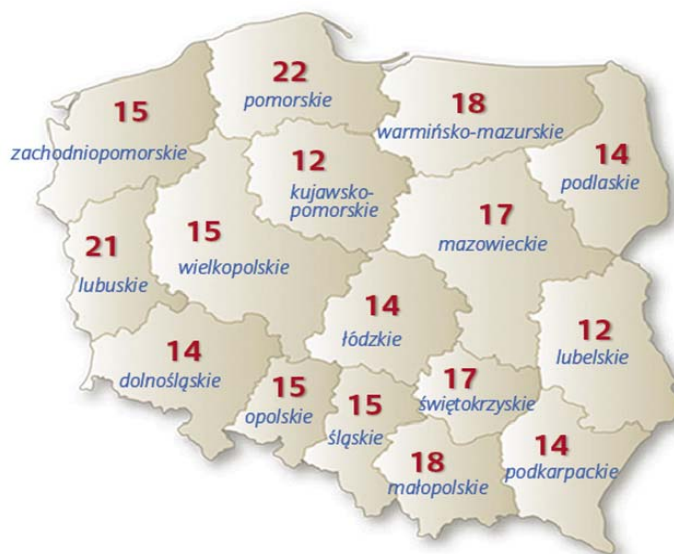 22
pomorskie
15
zachodniopomorskie
18
warmińsko-mazurskie
12
kujawsko-
pomorskie
14
podlaskie
17
mazowieckie
21
lubuskie
15
wielkopolskie
14
łódzkie
12
lubelskie
14
dolnośląskie
15
opolskie
15
śląskie
17
świętokrzyskie
18
małopolskie
14
podkarpackie